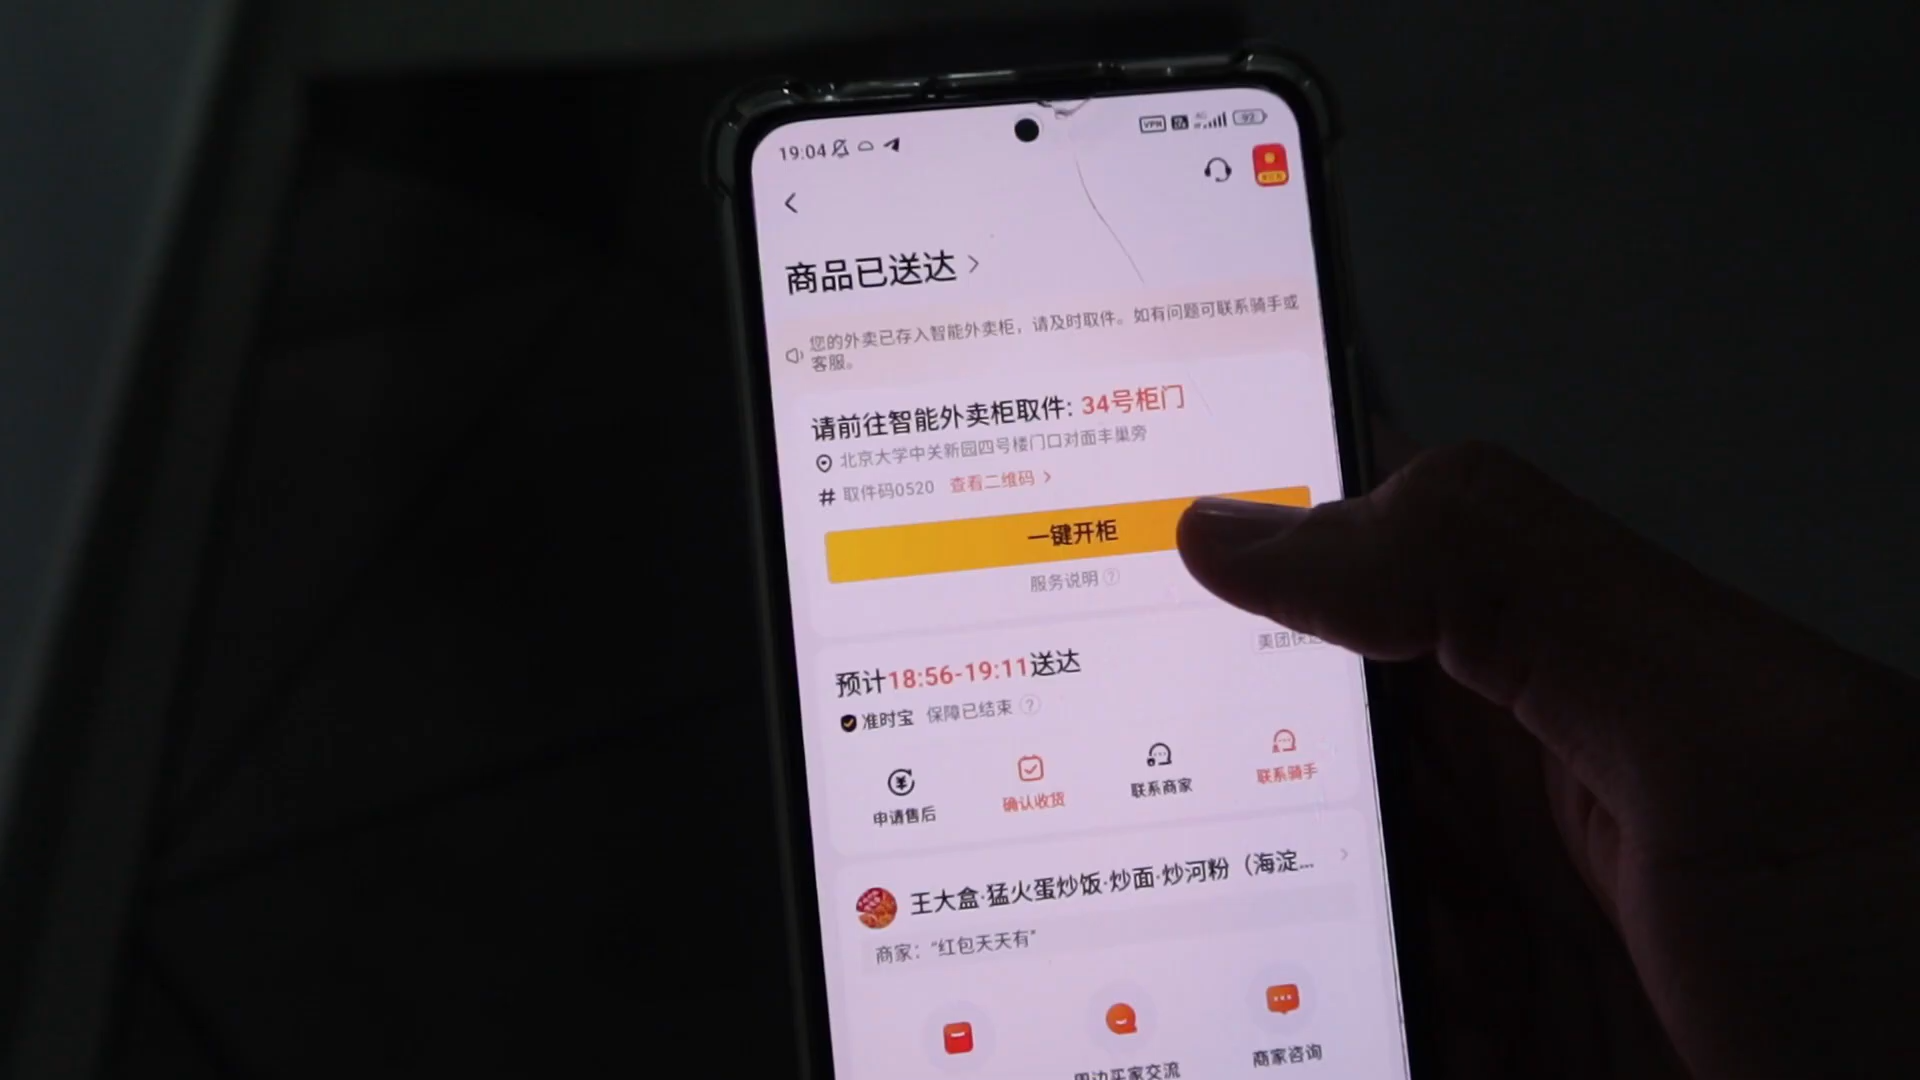 19:04
VPN
92
商品已送达
您的外卖已存入智能外卖柜，请及时取件。如有问题可联系骑手或
客服。
请前往智能外卖柜取件: 34号柜门
北京大学中关新园四号楼门口对面丰巢旁
取件码0520 查看二维码
一键开柜
服务说明
美团快送
预计18:56-19:11送达
准时宝 保障已结束
申请售后 确认收货 联系商家 联系骑手
王大盒·猛火蛋炒饭·炒面·炒河粉（海淀...
商家：“红包天天有”
周边买家交流 商家咨询